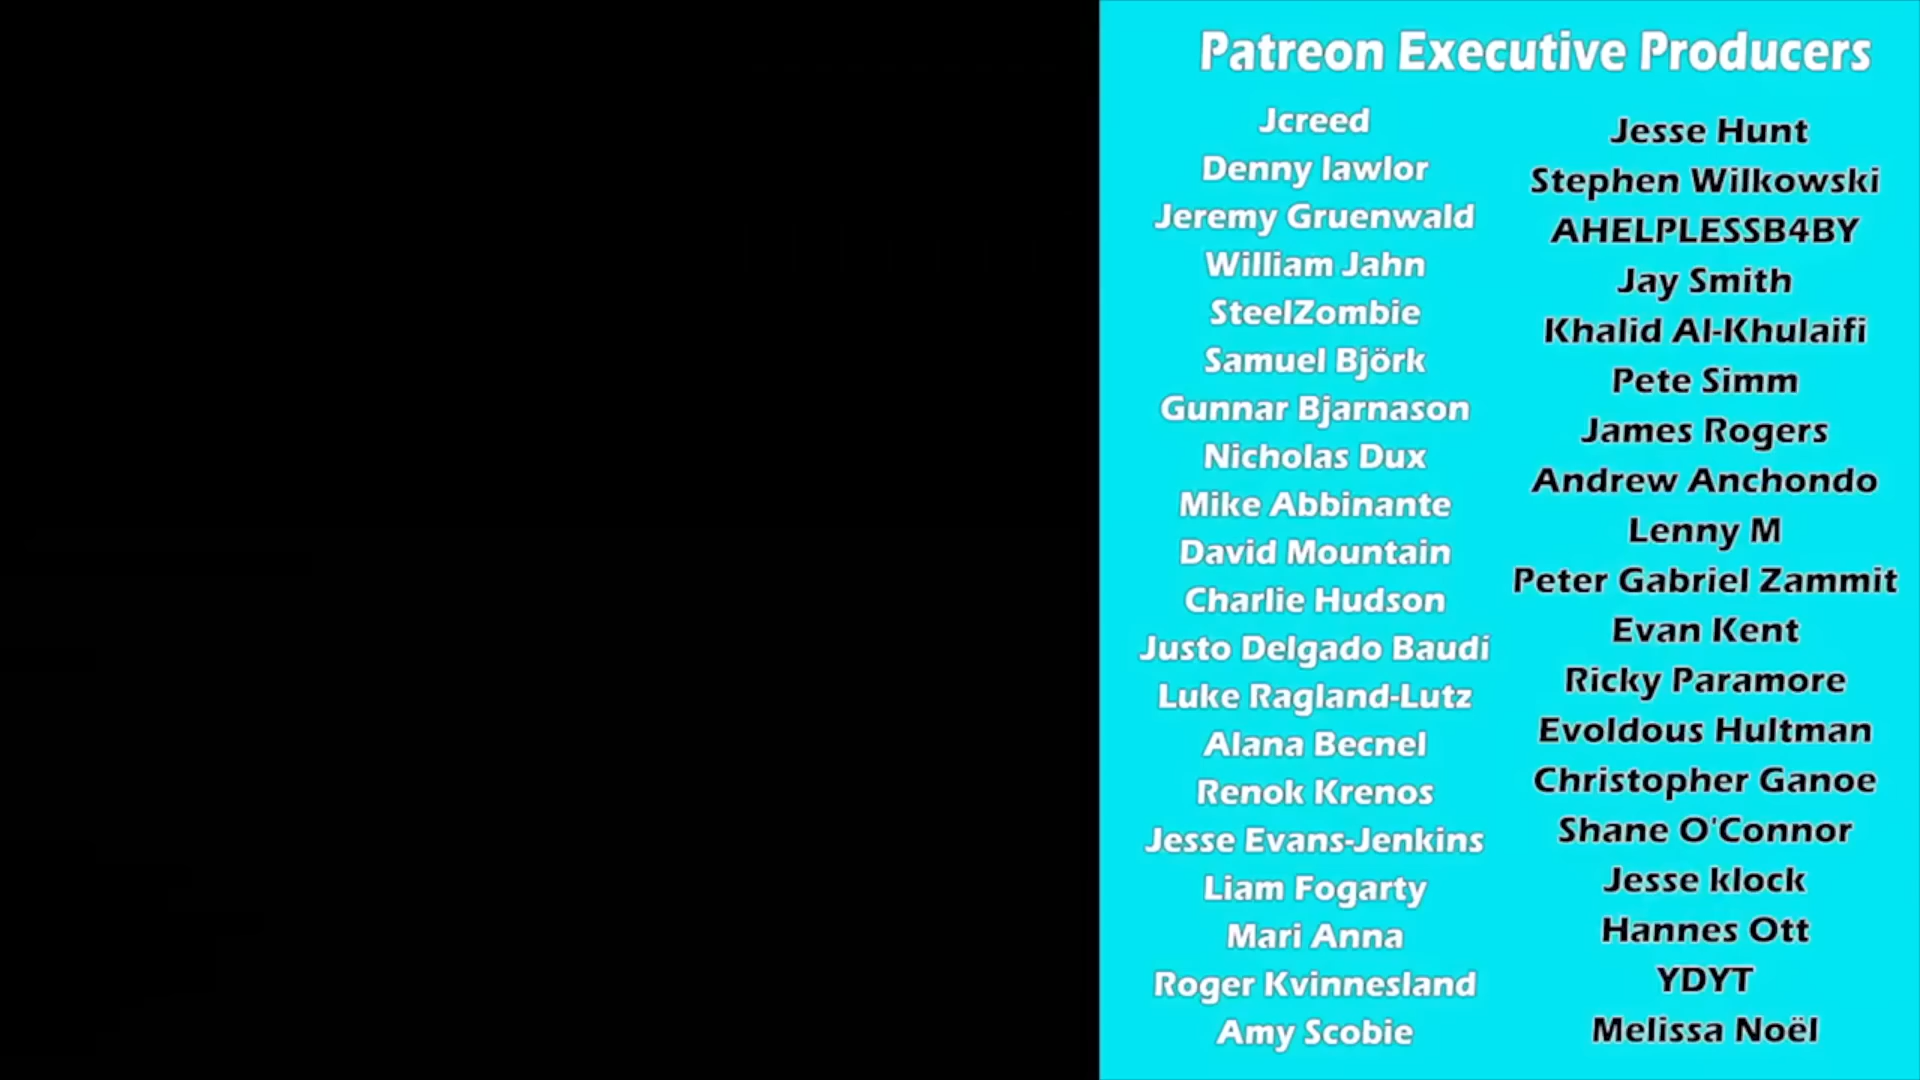 Patreon Executive Producers
Jcreed
Denny lawlor
Jeremy Gruenwald
William Jahn
SteelZombie
Samuel Björk
Gunnar Bjarnason
Nicholas Dux
Mike Abbinante
David Mountain
Charlie Hudson
Justo Delgado Baudí
Luke Ragland-Lutz
Alana Becnel
Renok Krenos
Jesse Evans-Jenkins
Liam Fogarty
Mari Anna
Roger Kvinnesland
Amy Scobie
Jesse Hunt
Stephen Wilkowski
AHELPLESSB4BY
Jay Smith
Khalid Al-Khulaifi
Pete Simm
James Rogers
Andrew Anchondo
Lenny M
Peter Gabriel Zammit
Evan Kent
Ricky Paramore
Evoldous Hultman
Christopher Ganoe
Shane O'Connor
Jesse klock
Hannes Ott
YDYT
Melissa Noël